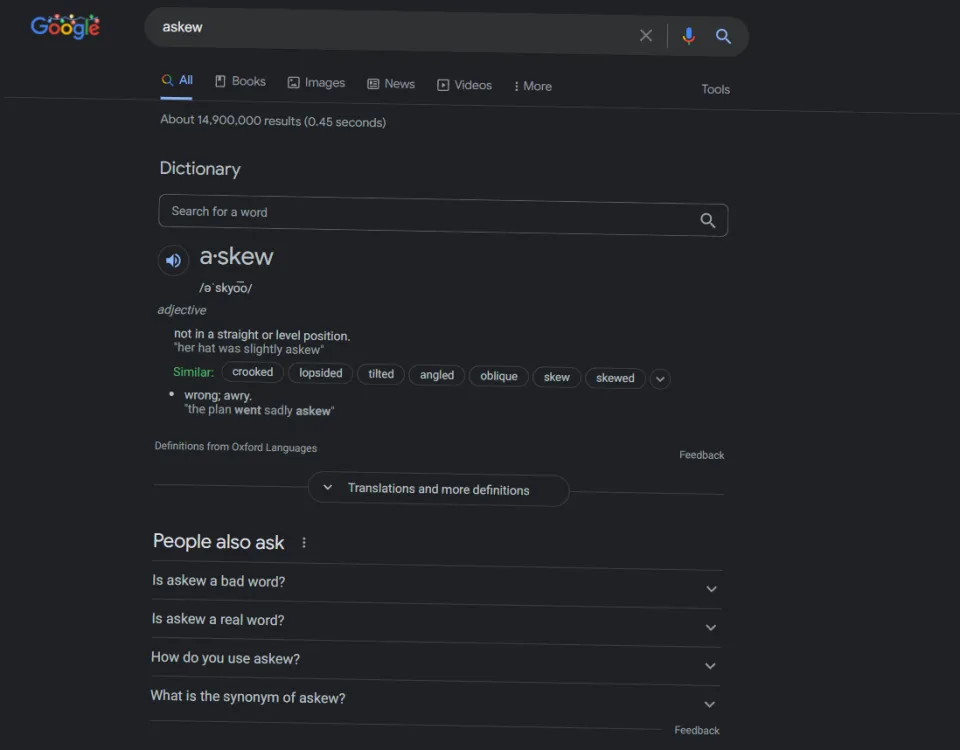 Google
askew
All Books Images News Videos More Tools
About 14,900,000 results (0.45 seconds)
Dictionary
Search for a word
a·skew
/əˈskyo͞o/
adjective
not in a straight or level position.
"her hat was slightly askew"
Similar: crooked lopsided tilted angled oblique skew skewed
wrong; awry.
"the plan went sadly askew"
Definitions from Oxford Languages
Feedback
Translations and more definitions
People also ask
Is askew a bad word?
Is askew a real word?
How do you use askew?
What is the synonym of askew?
Feedback